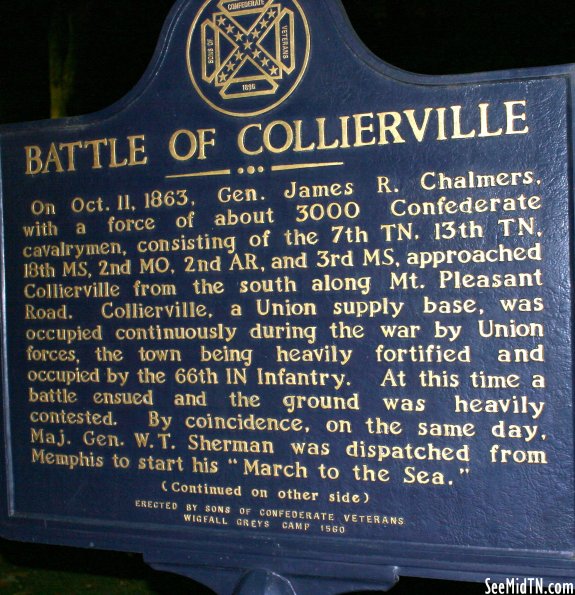 CONFEDERATE
SONS OF
VETERANS
1896
BATTLE OF COLLIERVILLE
On Oct. 11, 1863, Gen. James R. Chalmers,
with a force of about 3000 Confederate
cavalrymen, consisting of the 7th TN, 13th TN,
18th MS, 2nd MO, 2nd AR, and 3rd MS, approached
Collierville from the south along Mt. Pleasant
Road. Collierville, a Union supply base, was
occupied continuously during the war by Union
forces, the town being heavily fortified and
occupied by the 66th IN Infantry. At this time a
battle ensued and the ground was heavily
contested. By coincidence, on the same day,
Maj. Gen. W.T. Sherman was dispatched from
Memphis to start his "March to the Sea."
(Continued on other side)
ERECTED BY SONS OF CONFEDERATE VETERANS
WIGFALL GREYS CAMP 1560
SeeMidTN.com